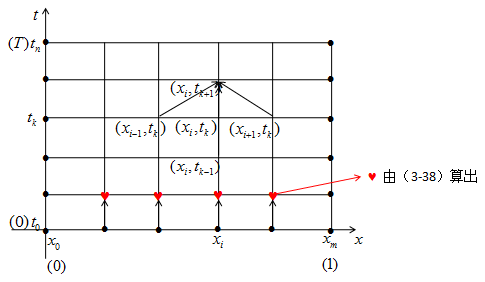 t
(T)t_n
(x_i,t_{k+1})
t_k
(x_{i-1},t_k) (x_i,t_k) (x_{i+1},t_k)
(x_i,t_{k-1})
♥ 由（3-38）算出
(0)t_0
x_0 x_i x_m x
(0) (1)